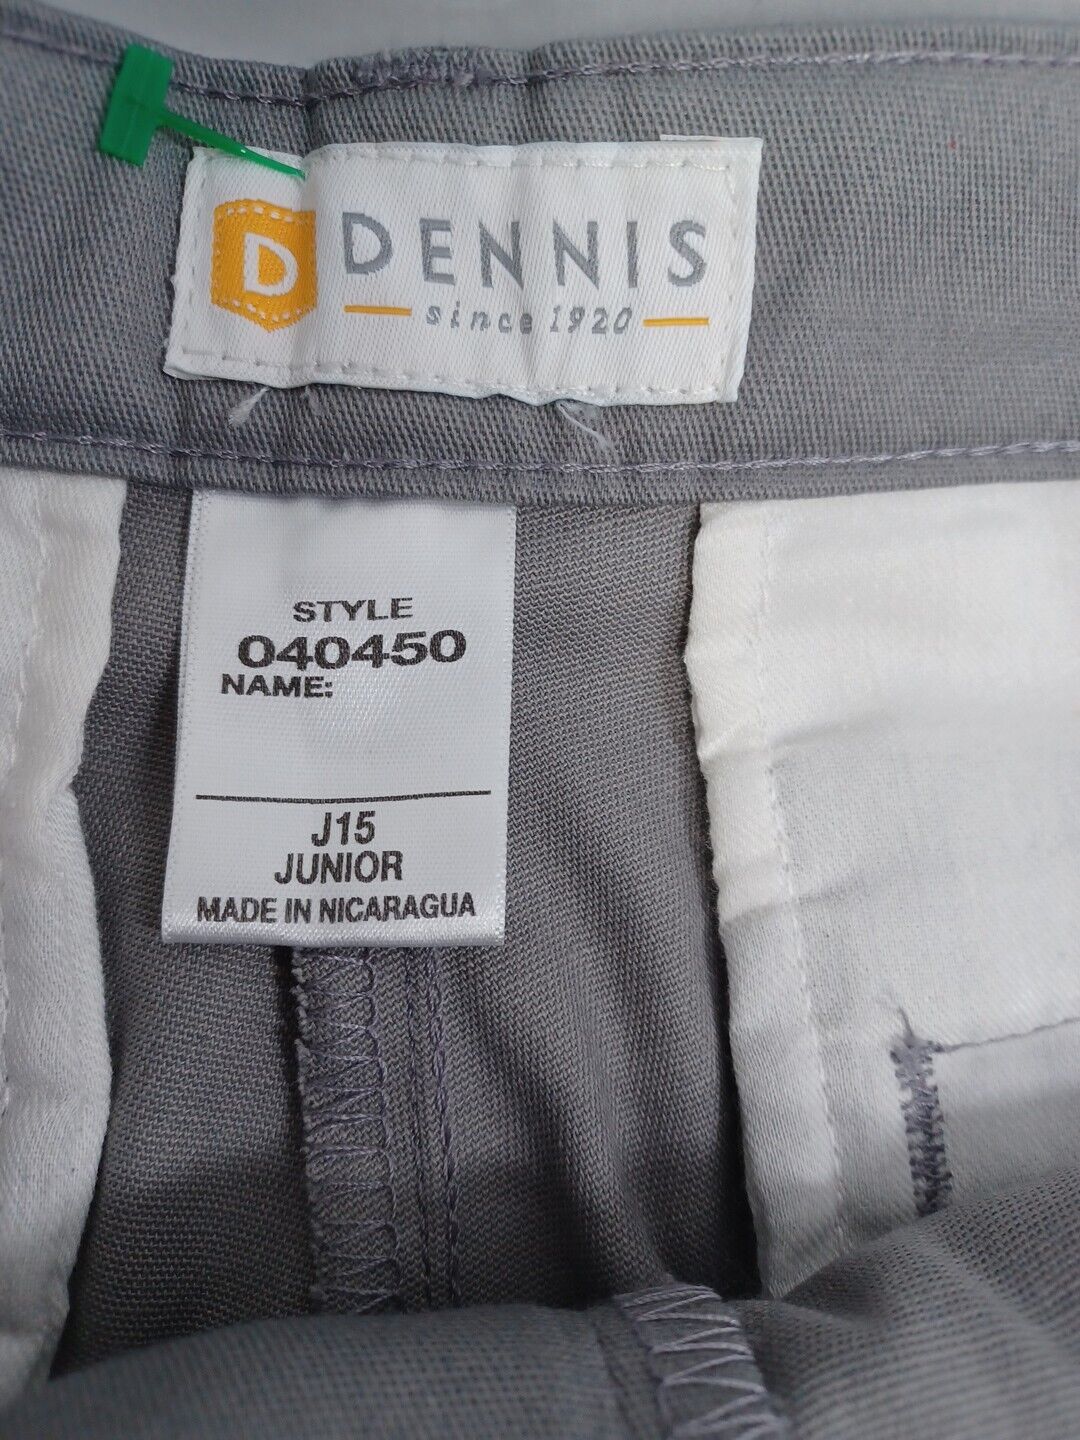 D DENNIS
since 1920
STYLE
040450
NAME:
J15
JUNIOR
MADE IN NICARAGUA